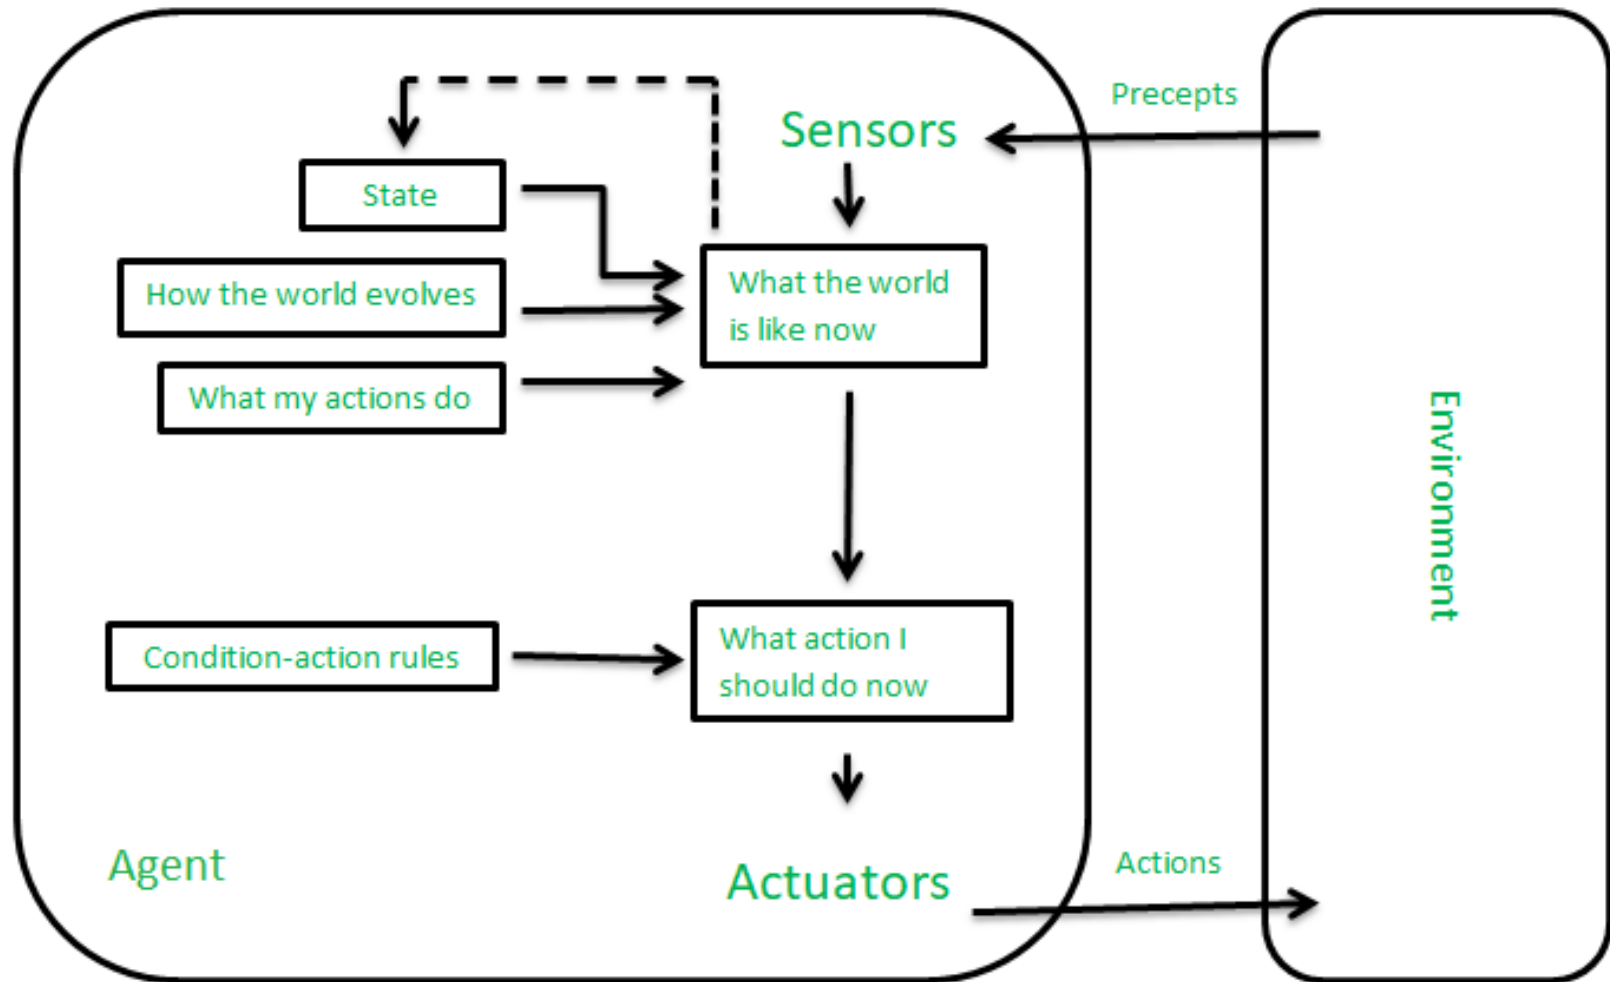 Precepts
Sensors
State
How the world evolves
What the world
is like now
What my actions do
Environment
Condition-action rules
What action I
should do now
Agent
Actuators
Actions